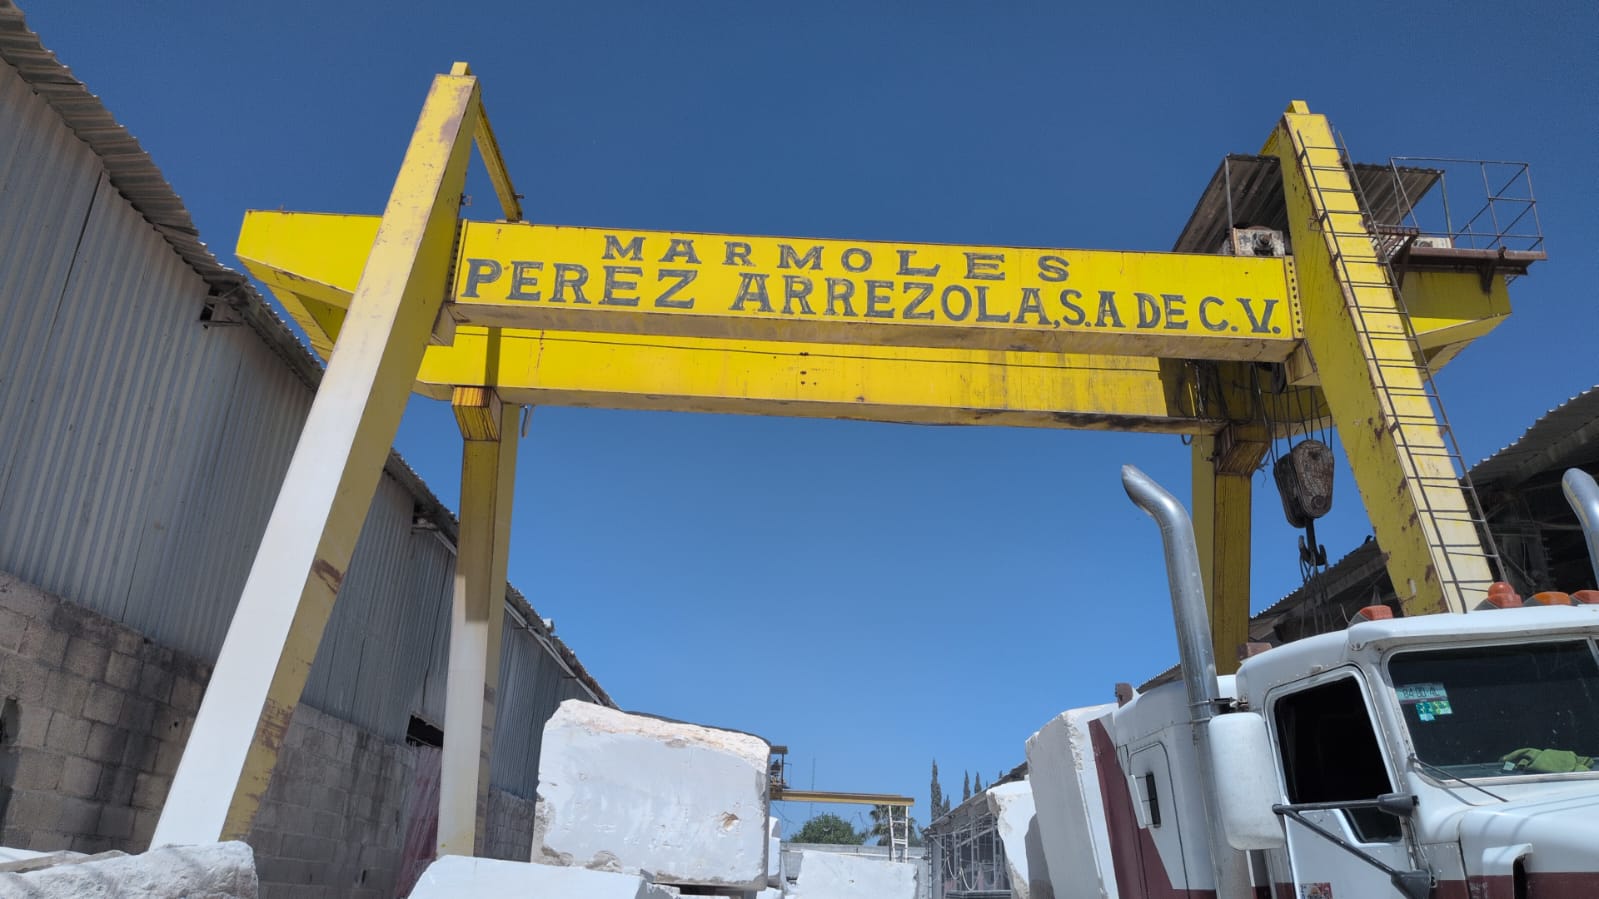 MARMOLES
PEREZ ARREZOLA,S.A DE C.V.